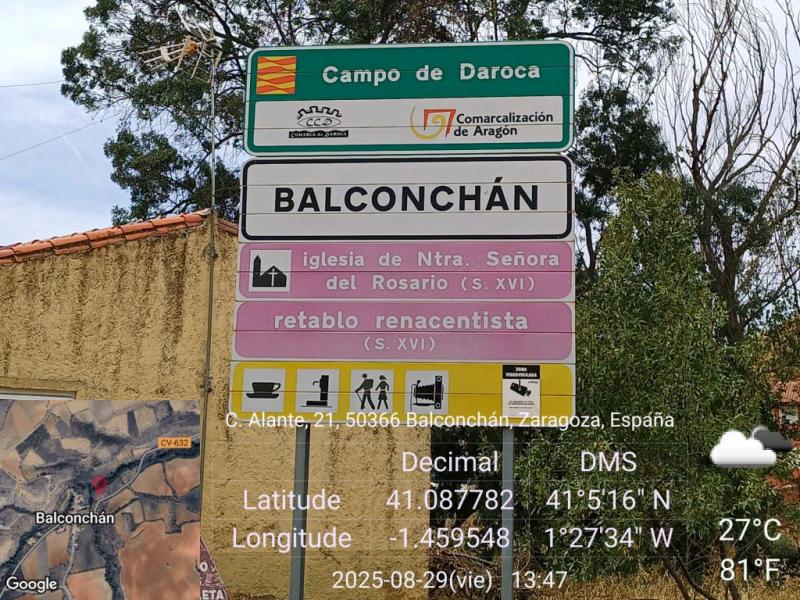 Campo de Daroca
CCD
COMARCA de DAROCA
Comarcalización
de Aragón
BALCONCHÁN
iglesia de Ntra. Señora
del Rosario (S. XVI)
retablo renacentista
(S. XVI)
ZONA
VIDEOVIGILADA
C. Alante, 21, 50366 Balconchán, Zaragoza, España
Decimal DMS
Latitude 41.087782 41°5'16" N
Longitude -1.459548 1°27'34" W
2025-08-29(vie) 13:47
27°C
81°F
CV-632
Balconchán
Google
ETA